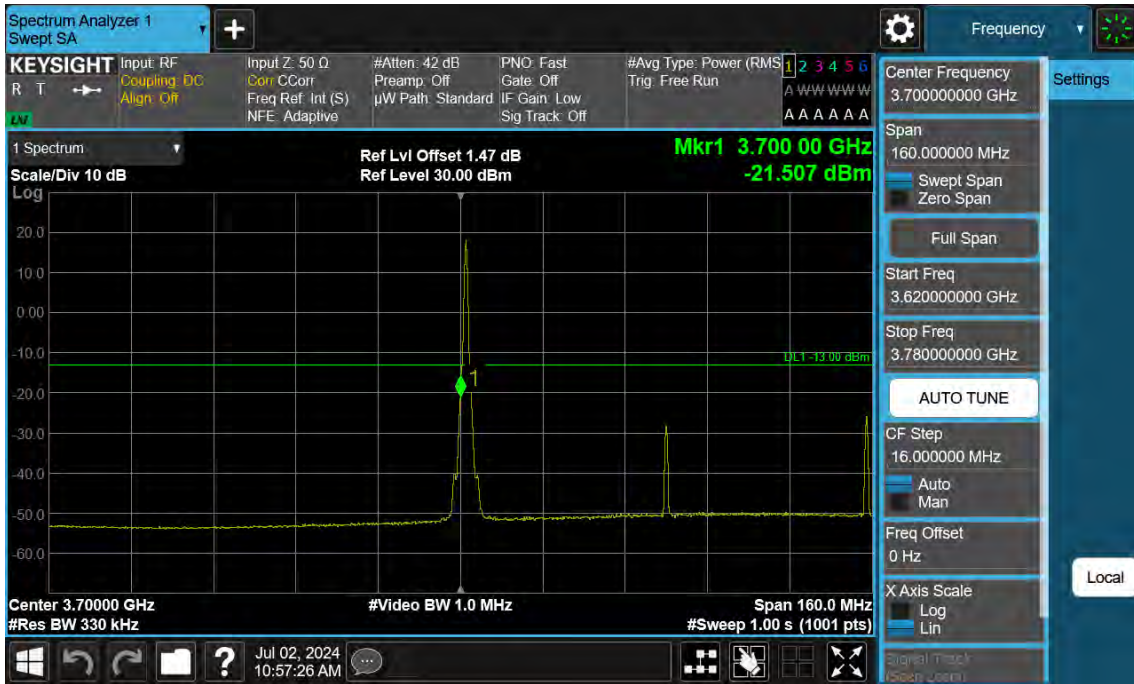 Spectrum Analyzer 1
Swept SA
+
Frequency
KEYSIGHT
R T
LXI
Input: RF
Coupling: DC
Align: Off
Input Z: 50 Ω
Corr CCorr
Freq Ref: Int (S)
NFE: Adaptive
#Atten: 42 dB
Preamp: Off
µW Path: Standard
PNO: Fast
Gate: Off
IF Gain: Low
Sig Track: Off
#Avg Type: Power (RMS
Trig: Free Run
1 2 3 4 5 6
A W W W W W
A A A A A A
Center Frequency
3.700000000 GHz
Settings
Span
160.000000 MHz
Swept Span
Zero Span
Full Span
Start Freq
3.620000000 GHz
Stop Freq
3.780000000 GHz
AUTO TUNE
CF Step
16.000000 MHz
Auto
Man
Freq Offset
0 Hz
X Axis Scale
Log
Lin
Signal Track
(Span Zoom)
Local
1 Spectrum
Scale/Div 10 dB
Ref Lvl Offset 1.47 dB
Ref Level 30.00 dBm
Mkr1 3.700 00 GHz
-21.507 dBm
Log
20.0
10.0
0.00
-10.0
-20.0
-30.0
-40.0
-50.0
-60.0
DL1 -13.00 dBm
1
Center 3.70000 GHz
#Res BW 330 kHz
#Video BW 1.0 MHz
Span 160.0 MHz
#Sweep 1.00 s (1001 pts)
?
Jul 02, 2024
10:57:26 AM